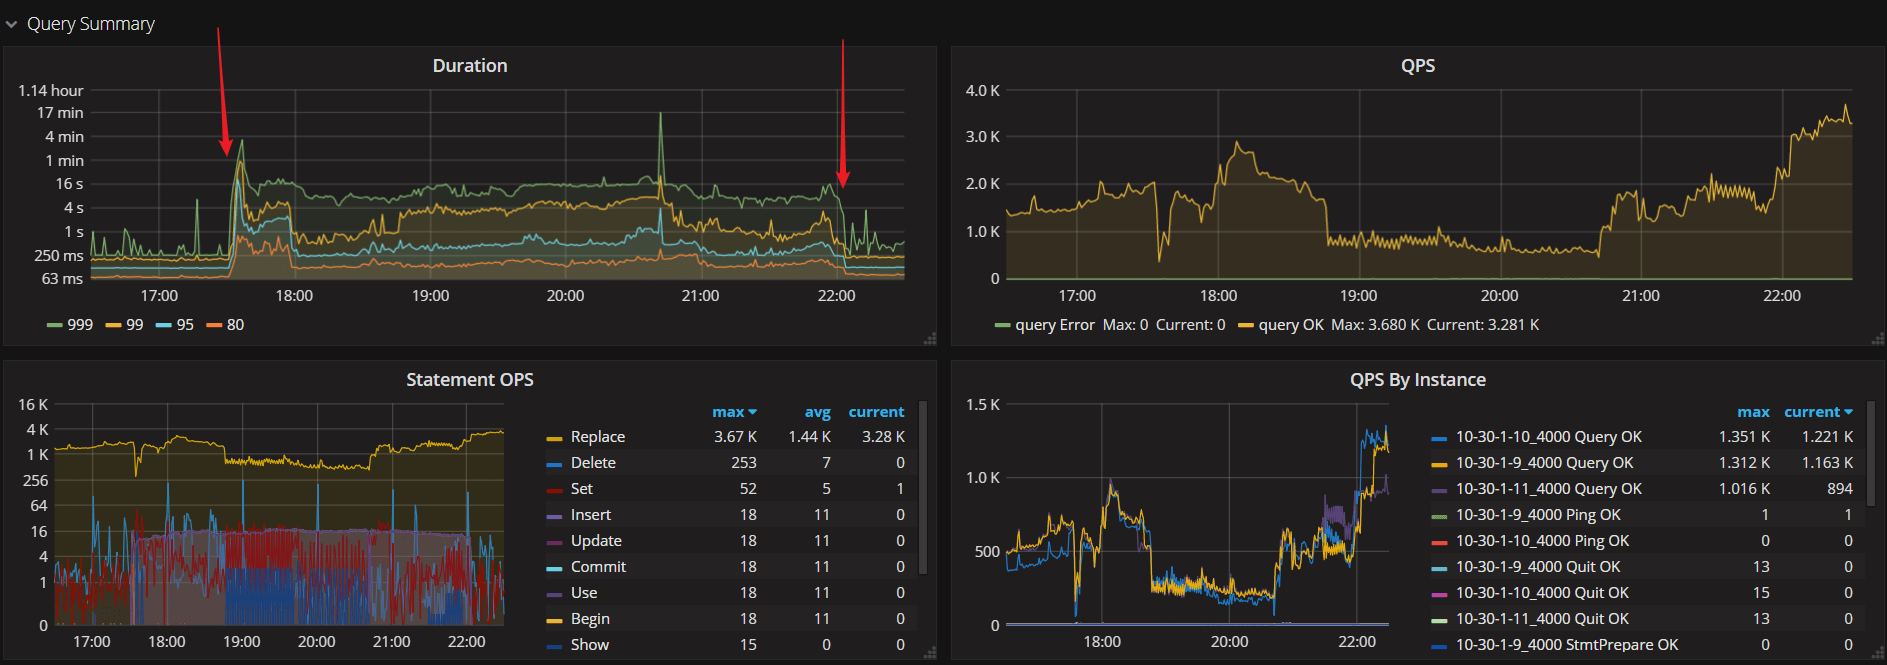 Query Summary
Duration
1.14 hour
17 min
4 min
1 min
16 s
4 s
1 s
250 ms
63 ms
17:00 18:00 19:00 20:00 21:00 22:00
999 99 95 80
QPS
4.0 K
3.0 K
2.0 K
1.0 K
0
17:00 18:00 19:00 20:00 21:00 22:00
query Error Max: 0 Current: 0 query OK Max: 3.680 K Current: 3.281 K
Statement OPS
16 K
4 K
1 K
256
64
16
4
1
0
17:00 18:00 19:00 20:00 21:00 22:00
max avg current
Replace 3.67 K 1.44 K 3.28 K
Delete 253 7 0
Set 52 5 1
Insert 18 11 0
Update 18 11 0
Commit 18 11 0
Use 18 11 0
Begin 18 11 0
Show 15 0 0
QPS By Instance
1.5 K
1.0 K
500
0
18:00 20:00 22:00
max current
10-30-1-10_4000 Query OK 1.351 K 1.221 K
10-30-1-9_4000 Query OK 1.312 K 1.163 K
10-30-1-11_4000 Query OK 1.016 K 894
10-30-1-9_4000 Ping OK 1 1
10-30-1-10_4000 Ping OK 0 0
10-30-1-9_4000 Quit OK 13 0
10-30-1-10_4000 Quit OK 15 0
10-30-1-11_4000 Quit OK 13 0
10-30-1-9_4000 StmtPrepare OK 0 0